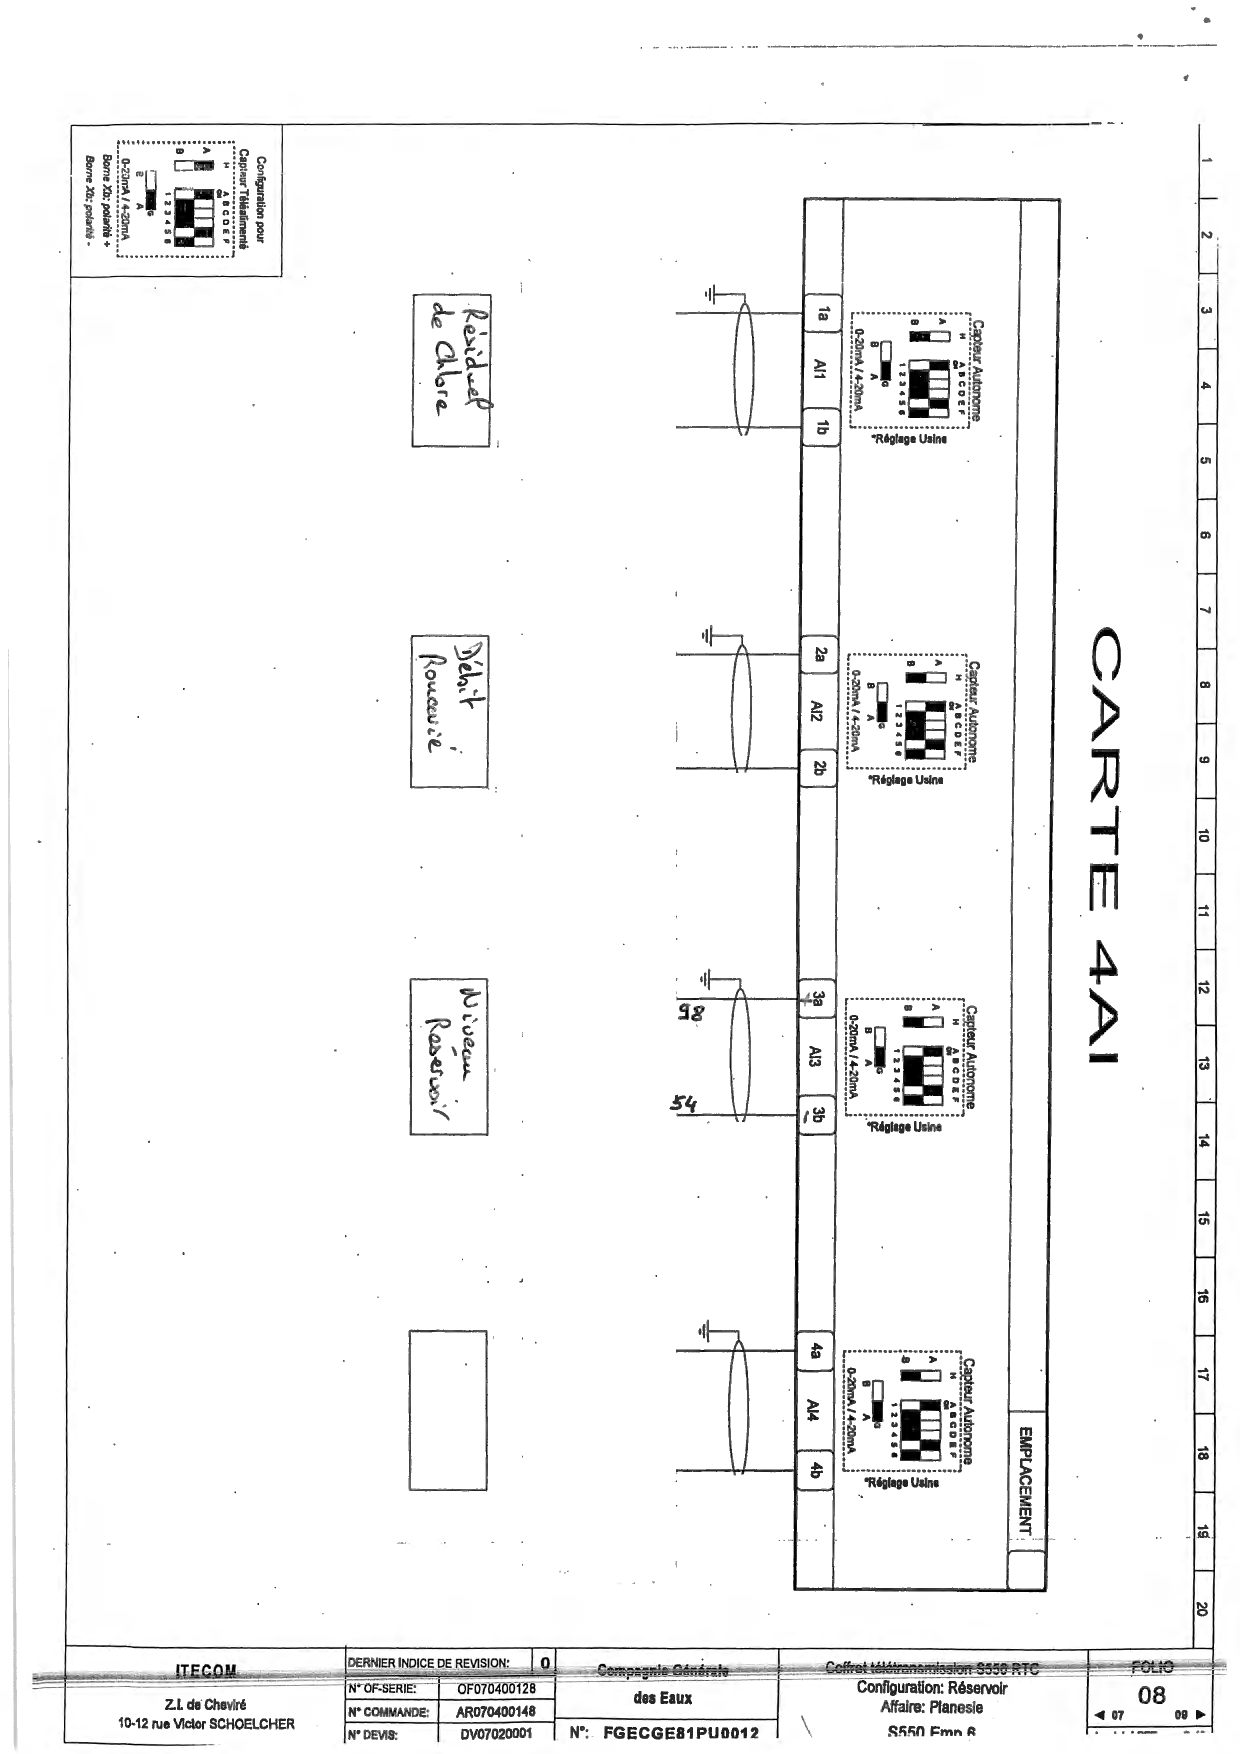 CARTE 4AI
1
2
3
4
5
6
7
8
9
10
11
12
13
14
15
16
17
18
19
20
EMPLACEMENT
Capteur Autonome
H
A
B
ON
A B C D E F
1 2 3 4 5 6
B A
G
0-20mA / 4-20mA
*Réglage Usine
1a
AI1
1b
Résiduel
de Chlore
Capteur Autonome
H
A
B
ON
A B C D E F
1 2 3 4 5 6
B A
G
0-20mA / 4-20mA
*Réglage Usine
2a
AI2
2b
Débit
Capteur Autonome
H
A
B
ON
A B C D E F
1 2 3 4 5 6
B A
G
0-20mA / 4-20mA
*Réglage Usine
3a
AI3
3b
98
54
Niveau
Reservoir
Capteur Autonome
H
A
B
ON
A B C D E F
1 2 3 4 5 6
B A
G
0-20mA / 4-20mA
*Réglage Usine
4a
AI4
4b
Configuration pour
Capteur Téléalimenté
H
A
B
ON
A B C D E F
1 2 3 4 5 6
B A
G
0-20mA / 4-20mA
Borne Xb: polarité +
Borne Xb: polarité -
ITECOM
Z.I. de Cheviré
10-12 rue Victor SCHOELCHER
DERNIER INDICE DE REVISION: 0
N° OF-SERIE: OF070400128
N° COMMANDE: AR070400148
N° DEVIS: DV07020001
Compagnie Générale
des Eaux
N°: FGECGE81PU0012
Coffret télétransmission S550 RTC
Configuration: Réservoir
Affaire: Planesie
S550 Emp 6
FOLIO
08
◄ 07 09 ►